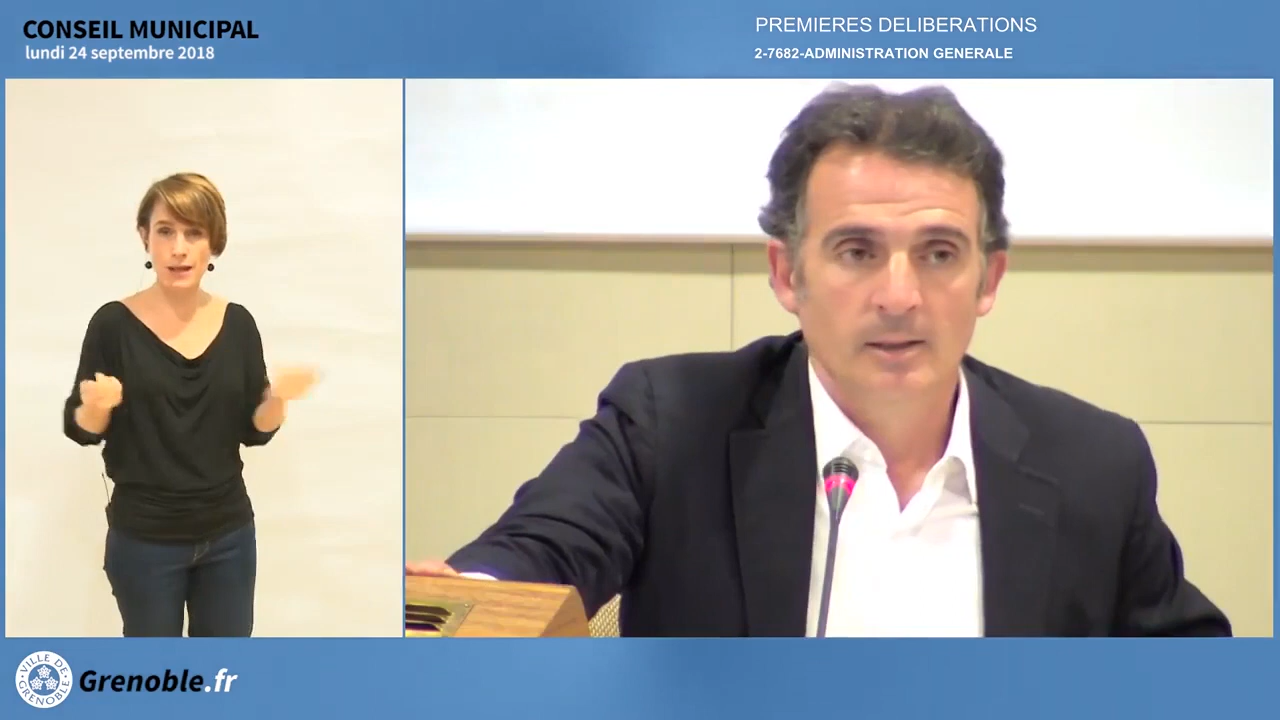 CONSEIL MUNICIPAL
lundi 24 septembre 2018
PREMIERES DELIBERATIONS
2-7682-ADMINISTRATION GENERALE
VILLE DE
GRENOBLE
Grenoble.fr